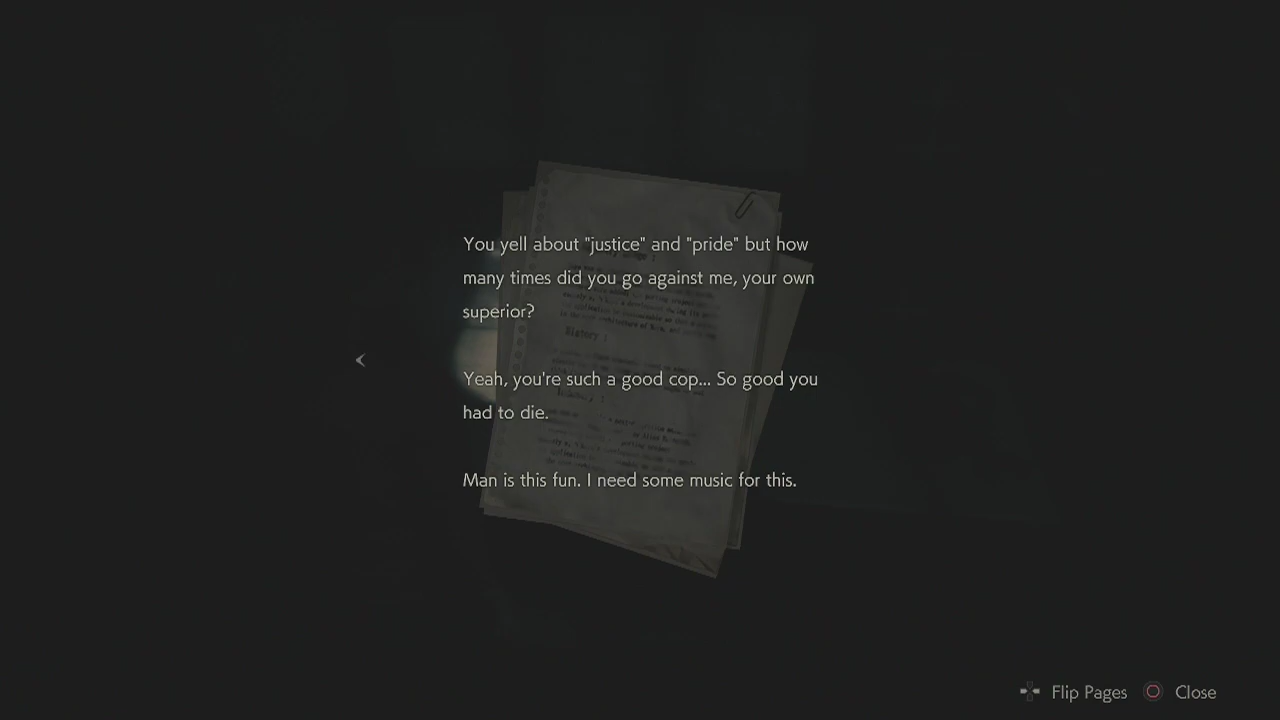 You yell about "justice" and "pride" but how
many times did you go against me, your own
superior?
Yeah, you're such a good cop... So good you
had to die.
Man is this fun. I need some music for this.
History :
Flip Pages
Close